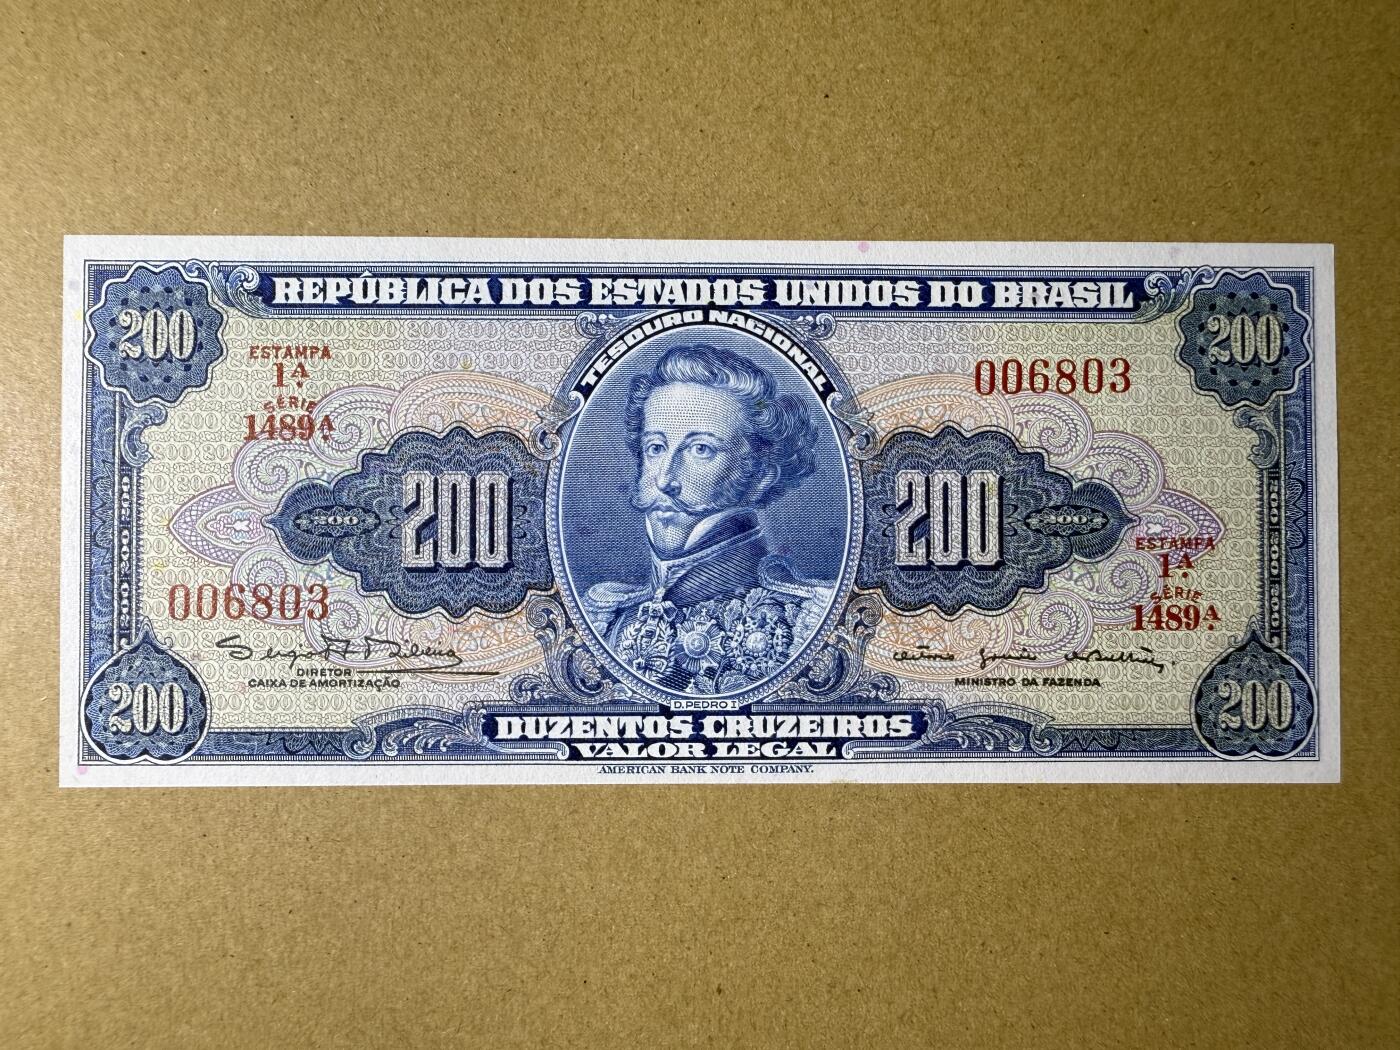 REPÚBLICA DOS ESTADOS UNIDOS DO BRASIL
TESOURO NACIONAL
200
200
ESTAMPA
1ª
SÉRIE
1489ª
006803
200
200
200
200
ESTAMPA
1ª
SÉRIE
1489ª
006803
DIRETOR
CAIXA DE AMORTIZAÇÃO
MINISTRO DA FAZENDA
D. PEDRO I
200
200
DUZENTOS CRUZEIROS
VALOR LEGAL
AMERICAN BANK NOTE COMPANY.